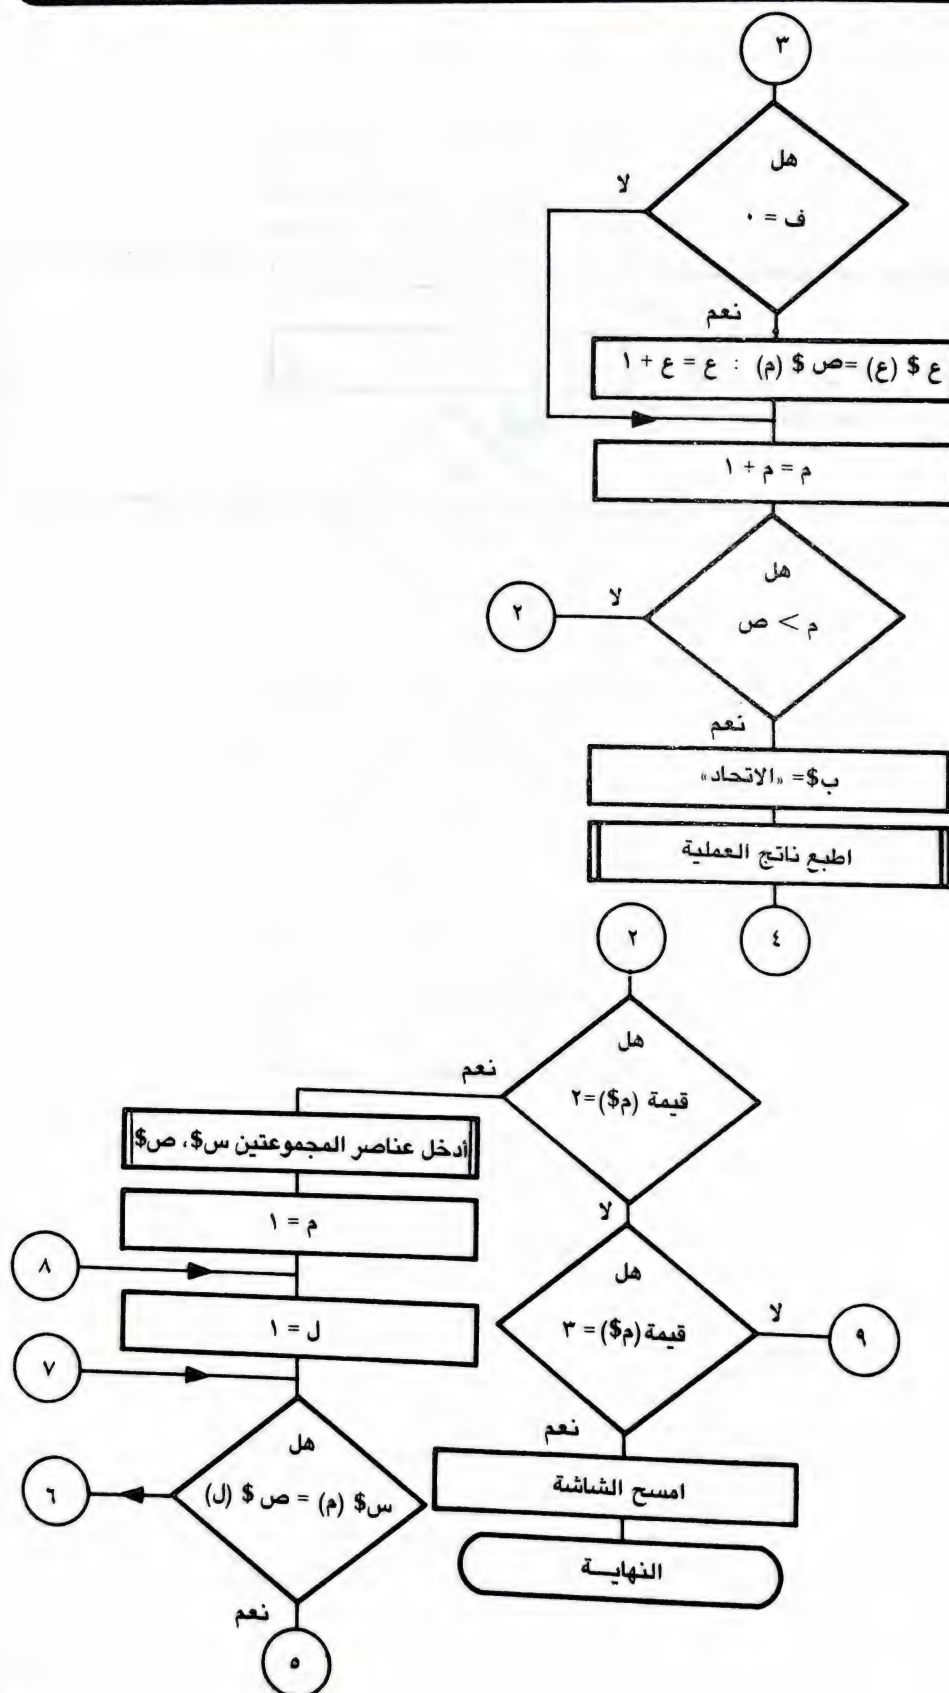 ٣
هل
ف = ٠
لا
نعم
ع $ (ع) =ص $ (م) : ع = ع + ١
م = م + ١
هل
م > ص
لا
٢
نعم
ب$= «الاتحاد»
اطبع ناتج العملية
٤
٢
هل
قيمة (م$)=٢
نعم
أدخل عناصر المجموعتين س$، ص$
م = ١
٨
ل = ١
٧
هل
س$ (م) = ص $ (ل)
٦
نعم
٥
لا
هل
قيمة (م$) = ٣
لا
٩
نعم
امسح الشاشة
النهايـــة